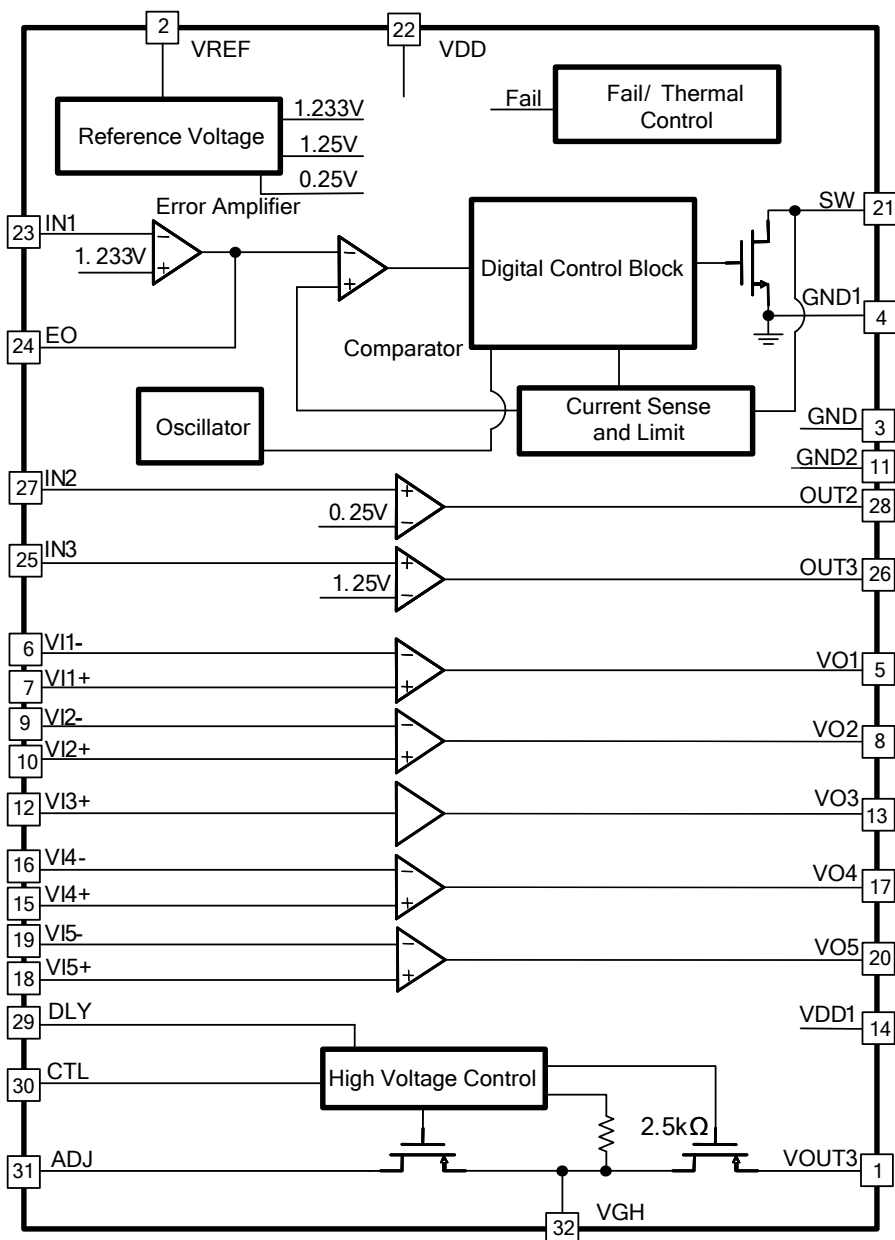 2
VREF
22
VDD
Reference Voltage
1.233V
1.25V
0.25V
Fail
Fail/ Thermal
Control
Error Amplifier
23
IN1
1.233V
−
+
−
+
Digital Control Block
SW
21
GND1
4
24
EO
Comparator
Oscillator
Current Sense
and Limit
GND
3
GND2
11
27
IN2
+
0.25V
−
OUT2
28
25
IN3
+
1.25V
−
OUT3
26
6
VI1-
−
7
VI1+
+
VO1
5
9
VI2-
−
10
VI2+
+
VO2
8
12
VI3+
VO3
13
16
VI4-
−
15
VI4+
+
VO4
17
19
VI5-
−
18
VI5+
+
VO5
20
29
DLY
VDD1
14
30
CTL
High Voltage Control
2.5kΩ
31
ADJ
VOUT3
1
VGH
32